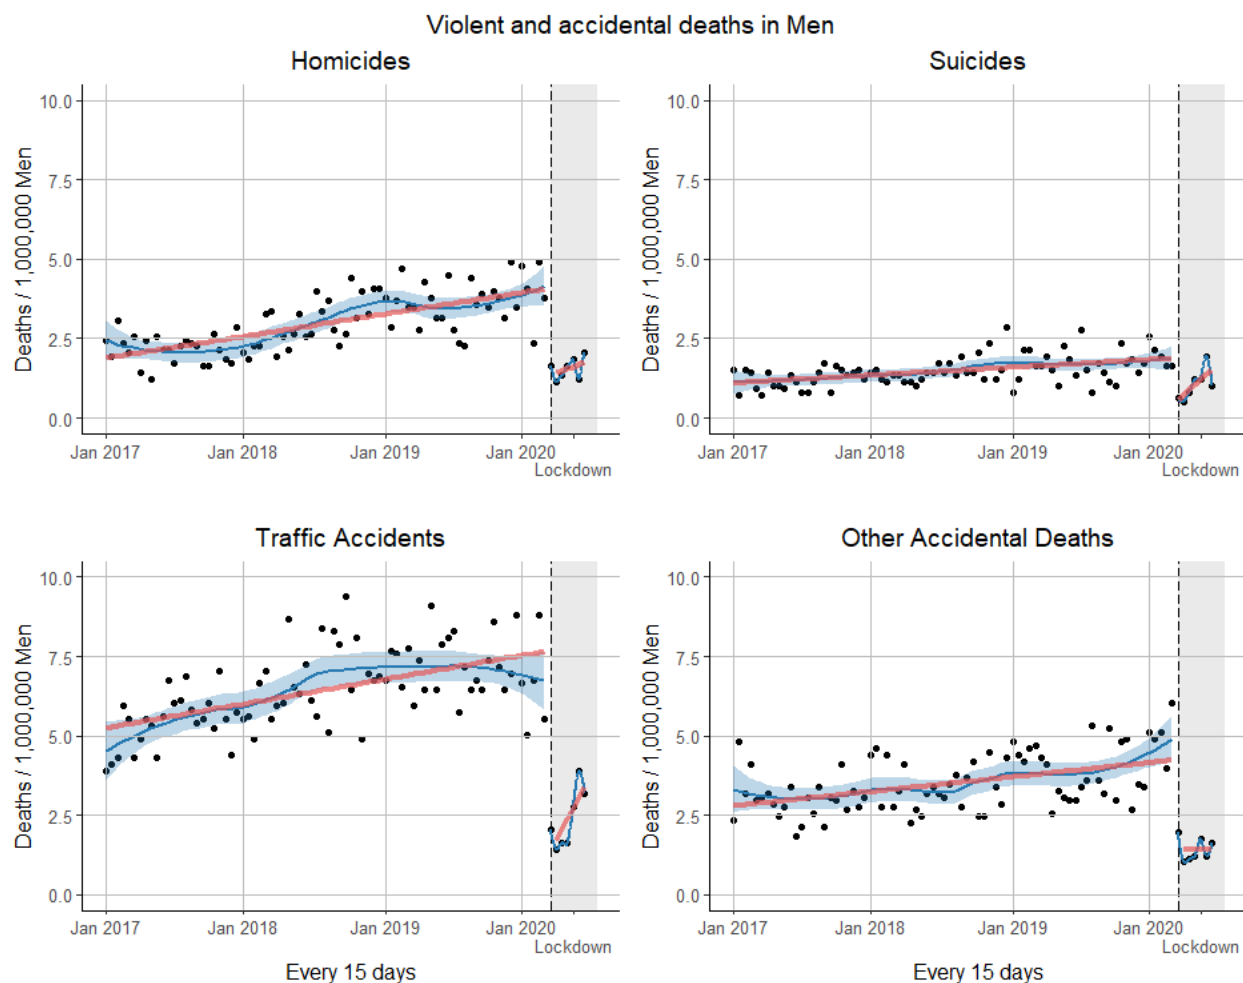 Violent and accidental deaths in Men
Homicides
Deaths / 1,000,000 Men
10.0
7.5
5.0
2.5
0.0
Jan 2017
Jan 2018
Jan 2019
Jan 2020
Lockdown
Suicides
Deaths / 1,000,000 Men
10.0
7.5
5.0
2.5
0.0
Jan 2017
Jan 2018
Jan 2019
Jan 2020
Lockdown
Traffic Accidents
Deaths / 1,000,000 Men
10.0
7.5
5.0
2.5
0.0
Jan 2017
Jan 2018
Jan 2019
Jan 2020
Lockdown
Every 15 days
Other Accidental Deaths
Deaths / 1,000,000 Men
10.0
7.5
5.0
2.5
0.0
Jan 2017
Jan 2018
Jan 2019
Jan 2020
Lockdown
Every 15 days